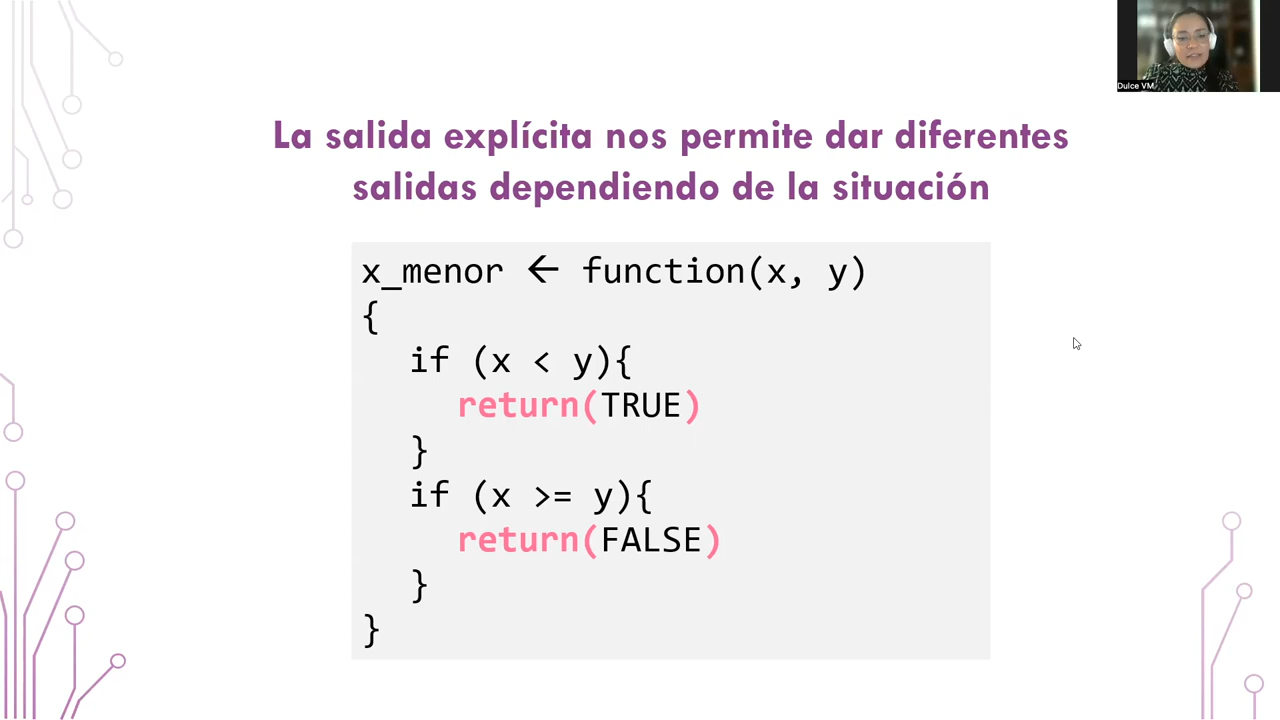 Dulce VM
La salida explícita nos permite dar diferentes
salidas dependiendo de la situación
x_menor ← function(x, y)
{
if (x < y){
return(TRUE)
}
if (x >= y){
return(FALSE)
}
}